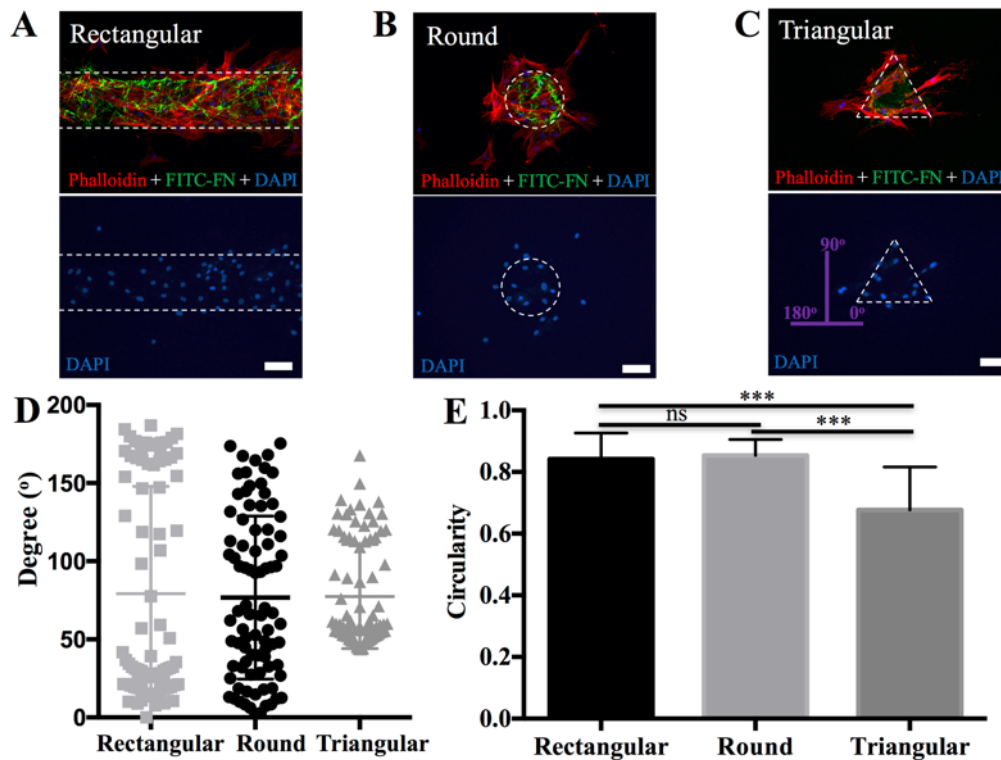 A
Rectangular
Phalloidin + FITC-FN + DAPI
DAPI
B
Round
Phalloidin + FITC-FN + DAPI
DAPI
C
Triangular
Phalloidin + FITC-FN + DAPI
90°
180°
0°
DAPI
D
Degree (°)
200
150
100
50
0
Rectangular
Round
Triangular
E
Circularity
1.0
0.8
0.6
0.4
0.2
0.0
***
ns
***
Rectangular
Round
Triangular